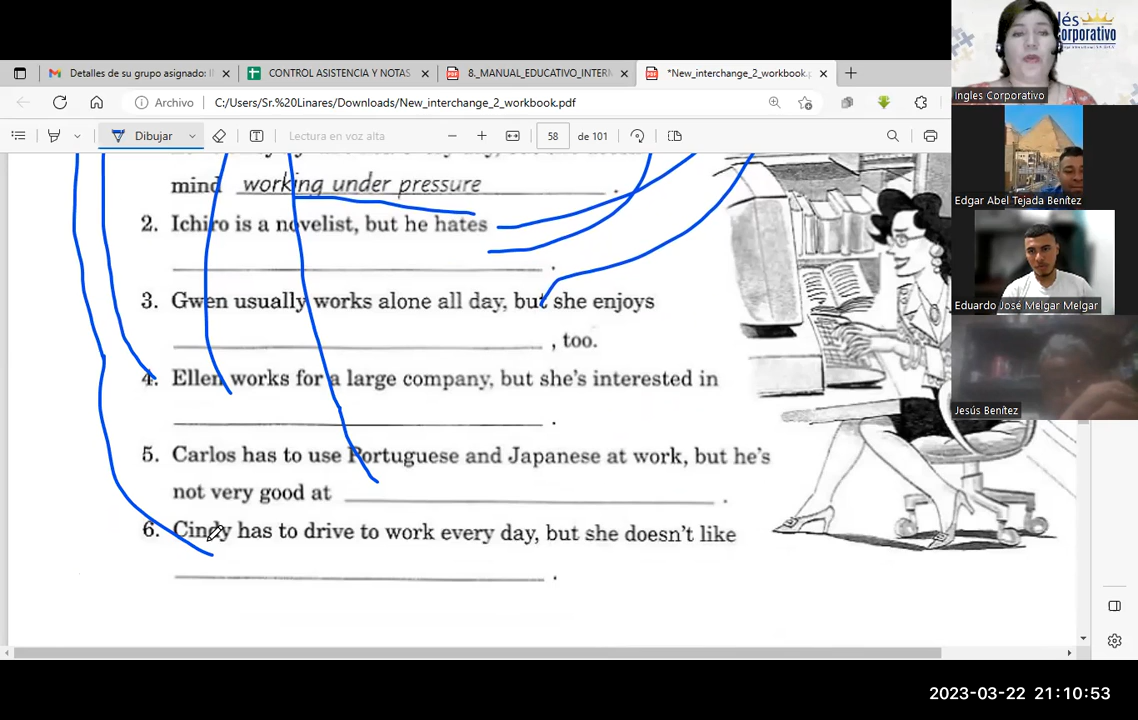 Detalles de su grupo asignado: I
CONTROL ASISTENCIA Y NOTAS
8._MANUAL_EDUCATIVO_INTERI
*New_interchange_2_workbook.p
Archivo C:/Users/Sr.%20Linares/Downloads/New_interchange_2_workbook.pdf
Dibujar
Lectura en voz alta
58 de 101
mind working under pressure .
2. Ichiro is a novelist, but he hates
.
3. Gwen usually works alone all day, but she enjoys
, too.
4. Ellen works for a large company, but she's interested in
.
5. Carlos has to use Portuguese and Japanese at work, but he's
not very good at .
6. Cindy has to drive to work every day, but she doesn't like
.
lés
orporativo
Ingles Corporativo
Edgar Abel Tejada Benítez
Eduardo José Melgar Melgar
Jesús Benítez
2023-03-22 21:10:53